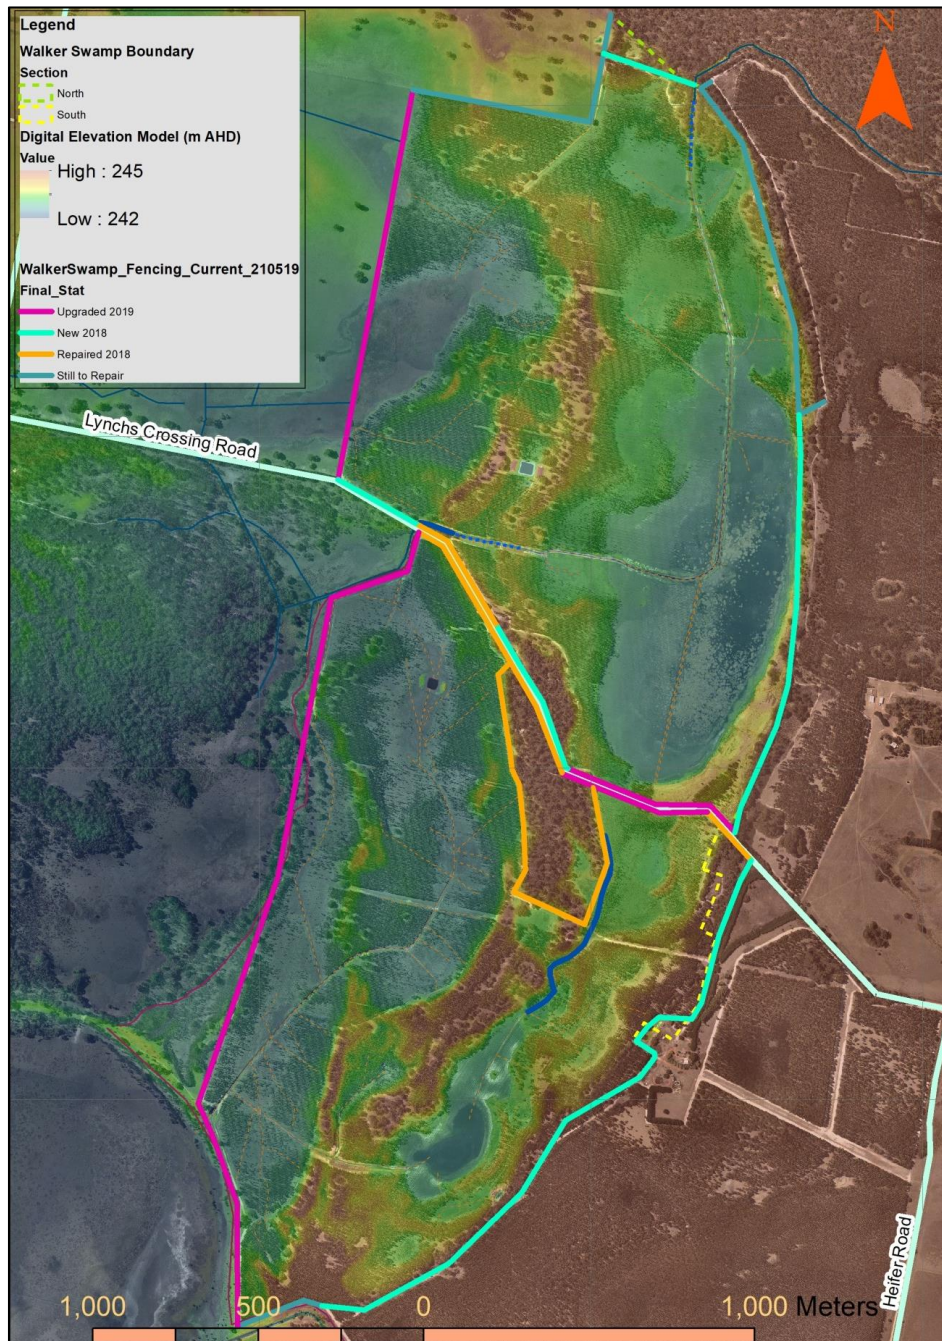 Legend
Walker Swamp Boundary
Section
North
South
Digital Elevation Model (m AHD)
Value
High : 245
Low : 242
WalkerSwamp_Fencing_Current_210519
Final_Stat
Upgraded 2019
New 2018
Repaired 2018
Still to Repair
N
Lynchs Crossing Road
Heifer Road
1,000 500 0 1,000 Meters